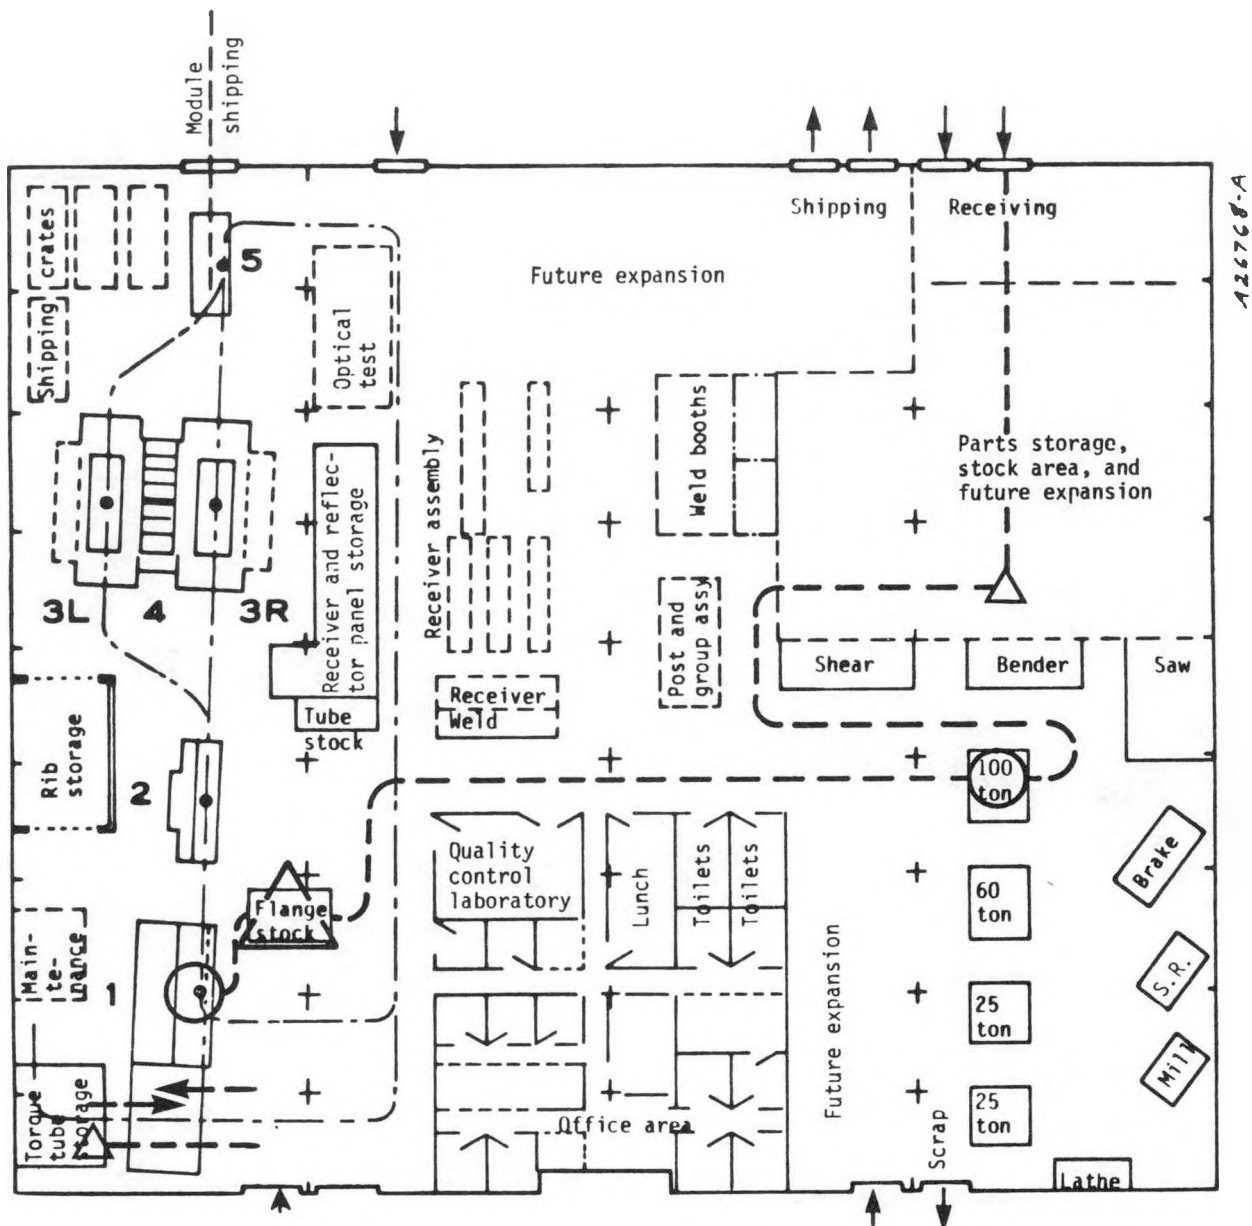 Module
shipping
A26768-A
Shipping
Receiving
crates
Shipping
5
Future expansion
Optical
test
Parts storage,
stock area, and
future expansion
Weld booths
Receiver assembly
Receiver and reflec-
tor panel storage
3L
4
3R
Post and
group assy
Shear
Bender
Saw
Receiver
Weld
Tube
stock
Rib
storage
2
100
ton
Brake
Quality
control
laboratory
Lunch
Toilets
Toilets
60
ton
Flange
stock
Main-
te-
nance
1
S.R.
25
ton
Future expansion
Mill
Torque
tube
storage
25
ton
Office area
Scrap
Lathe